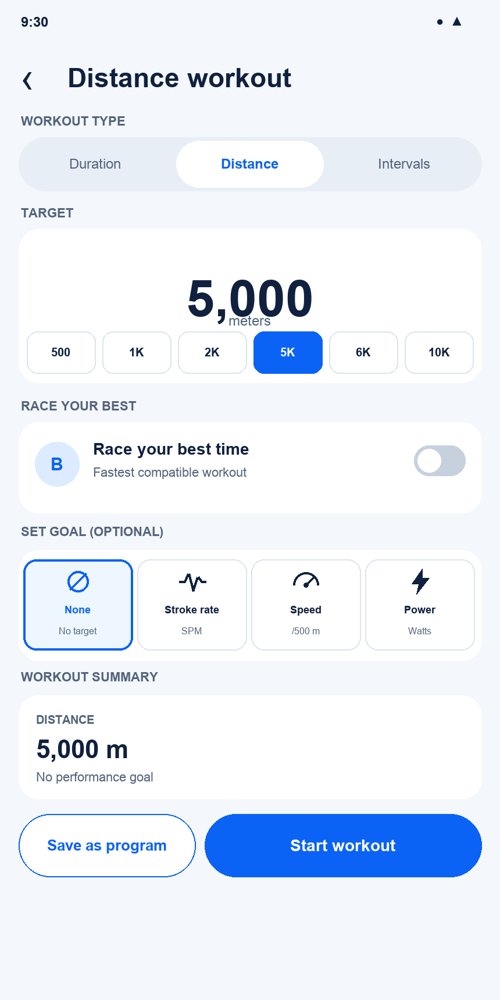 9:30
Distance workout
WORKOUT TYPE
Duration Distance Intervals
TARGET
5,000
meters
500 1K 2K 5K 6K 10K
RACE YOUR BEST
B
Race your best time
Fastest compatible workout
SET GOAL (OPTIONAL)
None Stroke rate Speed Power
No target SPM /500 m Watts
WORKOUT SUMMARY
DISTANCE
5,000 m
No performance goal
Save as program Start workout